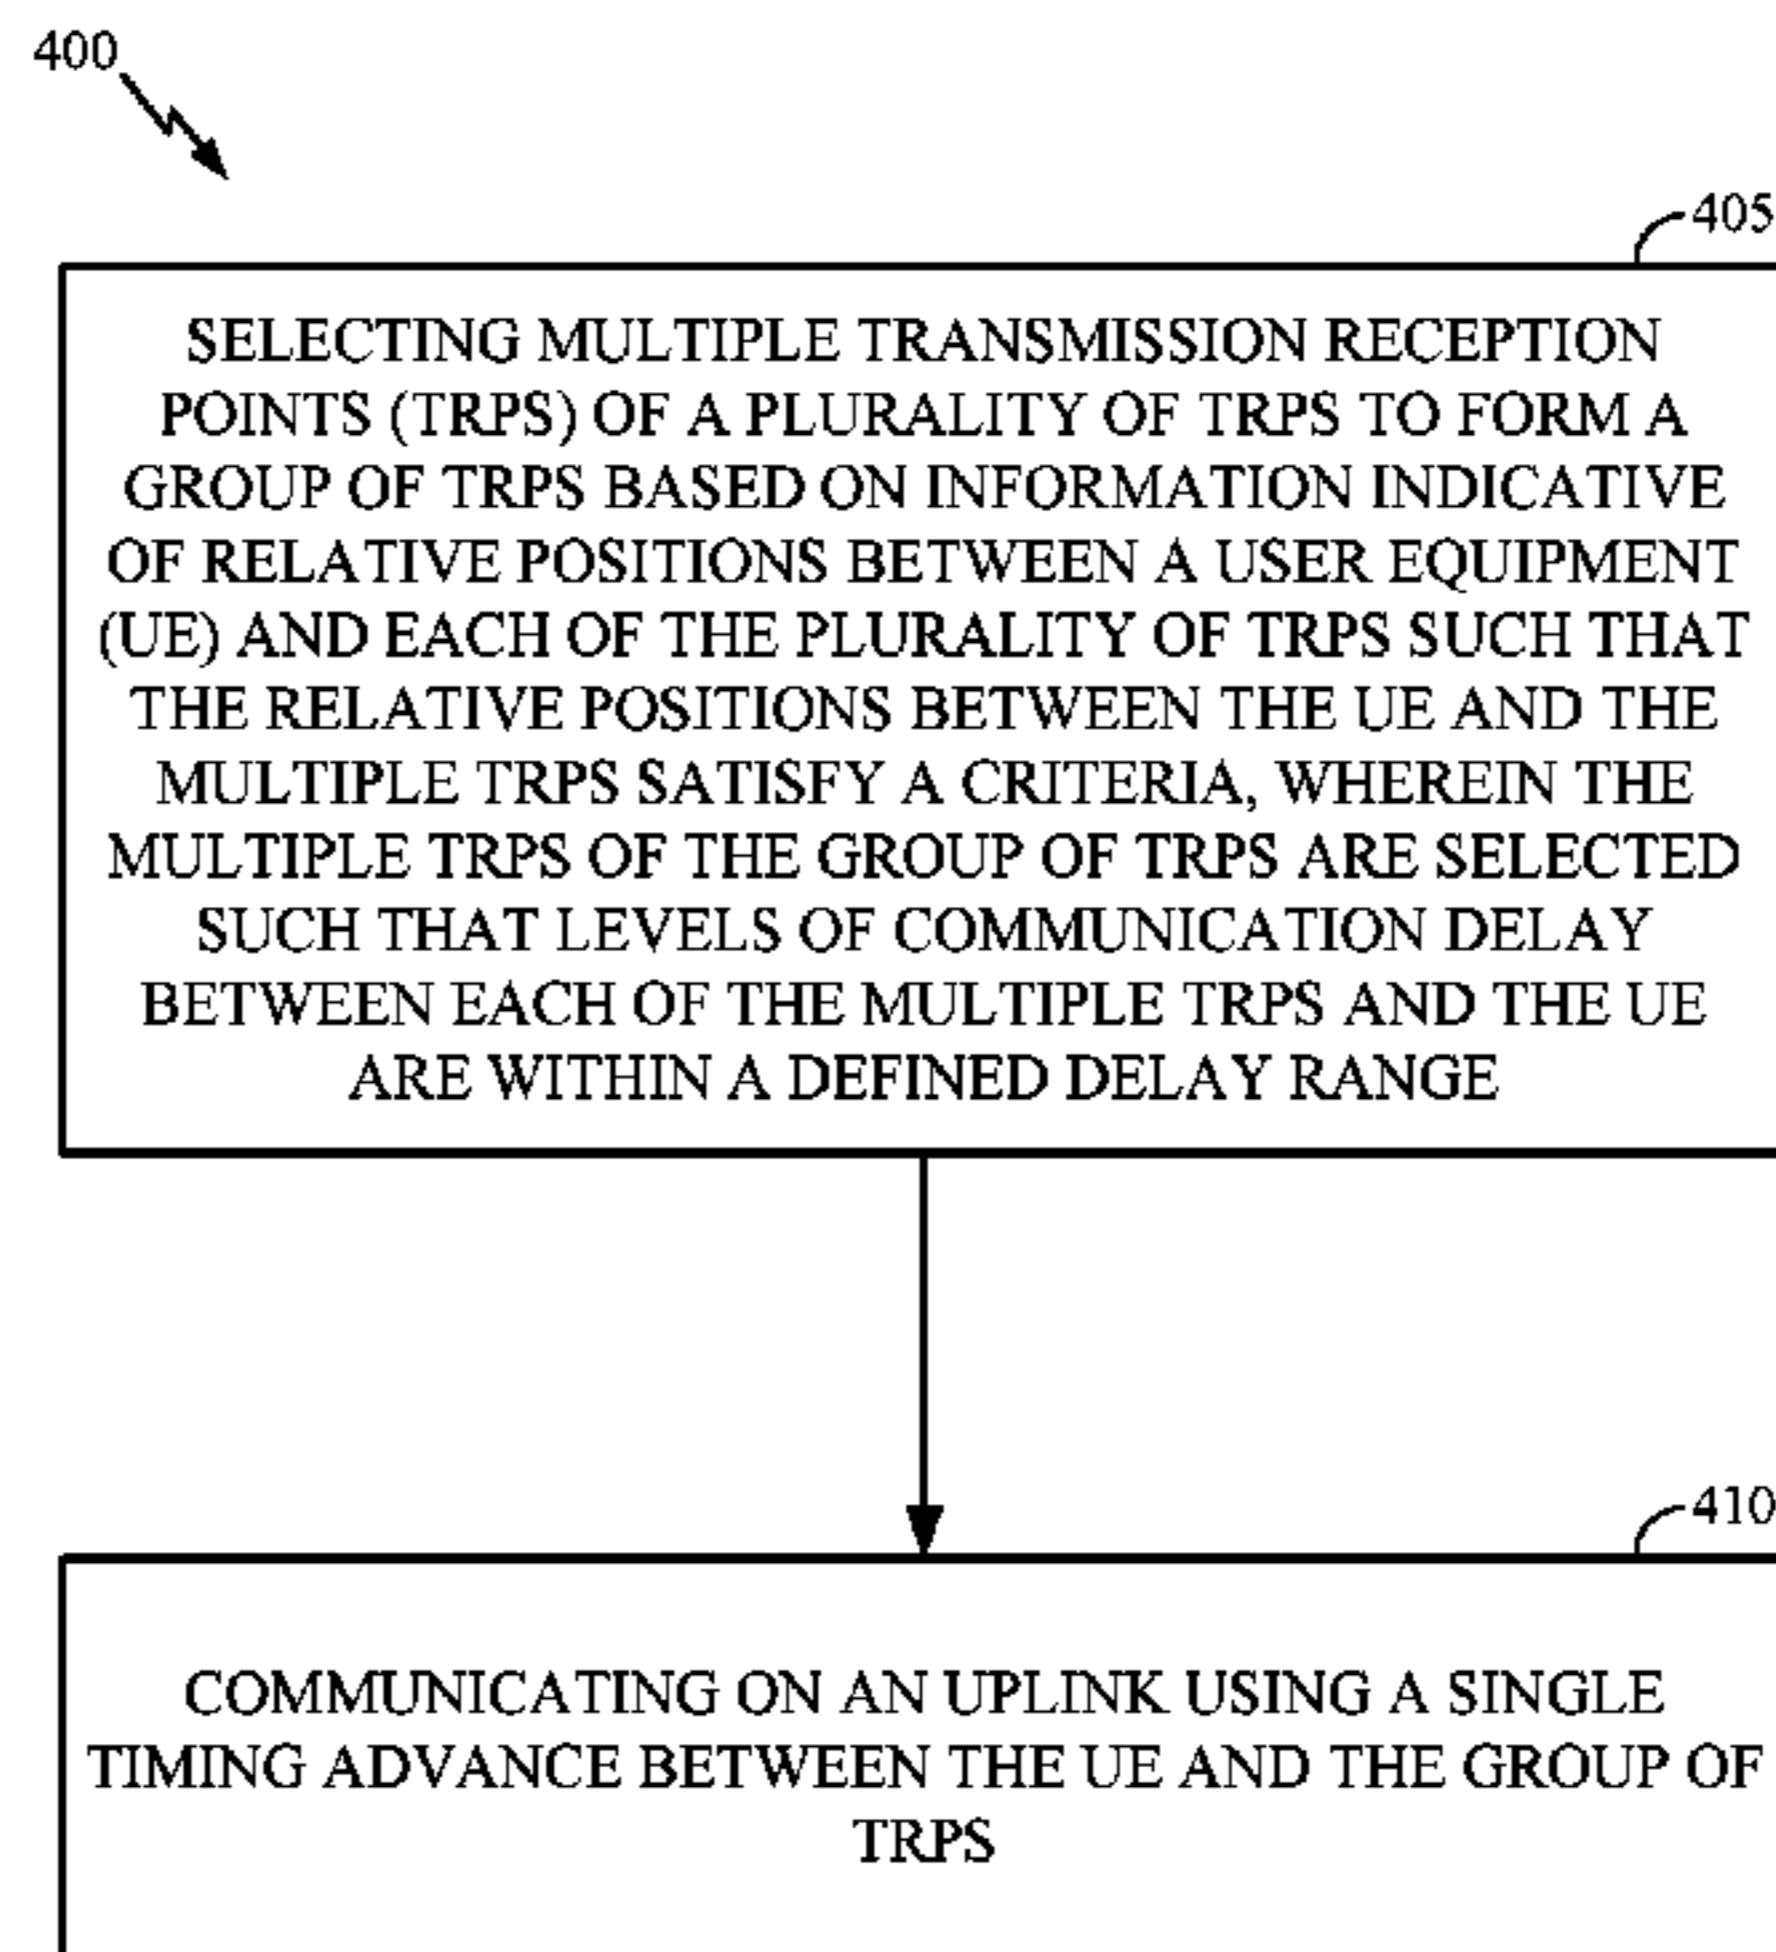 400
405
SELECTING MULTIPLE TRANSMISSION RECEPTION
POINTS (TRPS) OF A PLURALITY OF TRPS TO FORM A
GROUP OF TRPS BASED ON INFORMATION INDICATIVE
OF RELATIVE POSITIONS BETWEEN A USER EQUIPMENT
(UE) AND EACH OF THE PLURALITY OF TRPS SUCH THAT
THE RELATIVE POSITIONS BETWEEN THE UE AND THE
MULTIPLE TRPS SATISFY A CRITERIA, WHEREIN THE
MULTIPLE TRPS OF THE GROUP OF TRPS ARE SELECTED
SUCH THAT LEVELS OF COMMUNICATION DELAY
BETWEEN EACH OF THE MULTIPLE TRPS AND THE UE
ARE WITHIN A DEFINED DELAY RANGE
410
COMMUNICATING ON AN UPLINK USING A SINGLE
TIMING ADVANCE BETWEEN THE UE AND THE GROUP OF
TRPS